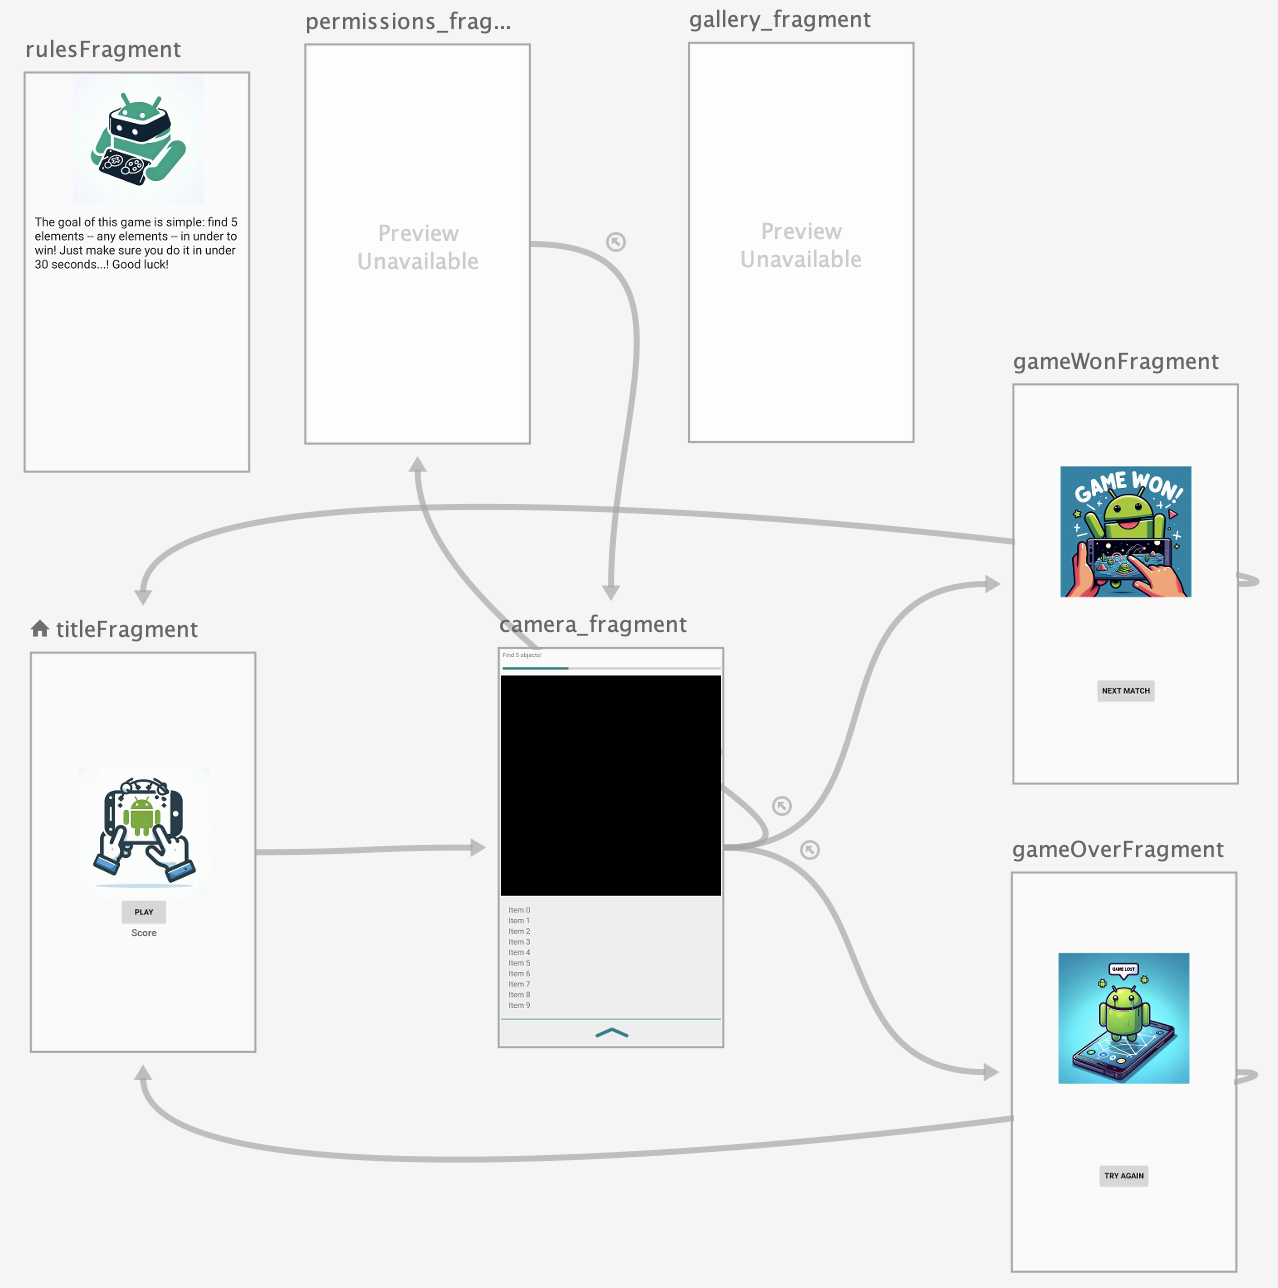 permissions_frag...
gallery_fragment
rulesFragment
The goal of this game is simple: find 5
elements -- any elements -- in under to
win! Just make sure you do it in under
30 seconds...! Good luck!
Preview
Unavailable
Preview
Unavailable
gameWonFragment
GAME WON!
NEXT MATCH
titleFragment
PLAY
Score
camera_fragment
Find 5 objects!
Item 0
Item 1
Item 2
Item 3
Item 4
Item 5
Item 6
Item 7
Item 8
Item 9
gameOverFragment
GAME LOST
TRY AGAIN